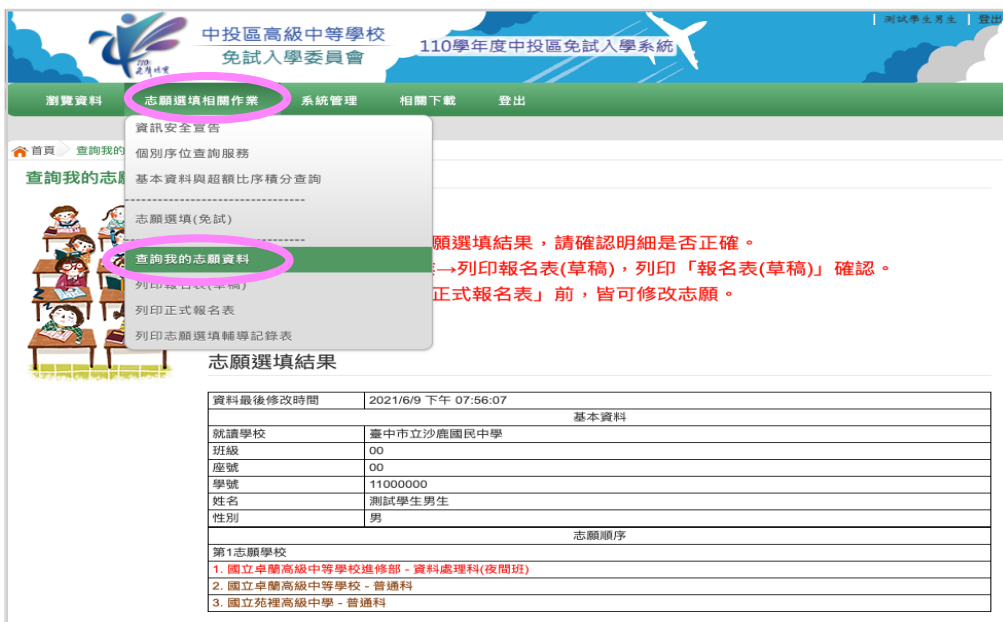 測試學生男生 | 登出
中投區高級中等學校
免試入學委員會
110學年度中投區免試入學系統
瀏覽資料 志願選填相關作業 系統管理 相關下載 登出
資訊安全宣告
個別序位查詢服務
基本資料與超額比序積分查詢
志願選填(免試)
查詢我的志願資料
列印報名表(草稿)
列印正式報名表
列印志願選填輔導記錄表
首頁 查詢我的
查詢我的志
願選填結果，請確認明細是否正確。
→列印報名表(草稿)，列印「報名表(草稿)」確認。
正式報名表」前，皆可修改志願。
志願選填結果
資料最後修改時間 2021/6/9 下午 07:56:07
基本資料
就讀學校 臺中市立沙鹿國民中學
班級 00
座號 00
學號 11000000
姓名 測試學生男生
性別 男
志願順序
第1志願學校
1. 國立卓蘭高級中等學校進修部 - 資料處理科(夜間班)
2. 國立卓蘭高級中等學校 - 普通科
3. 國立苑裡高級中學 - 普通科